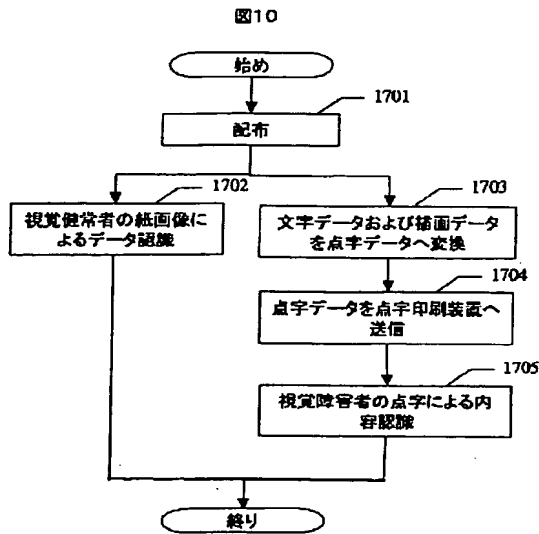 図10
始め
1701
配布
1702
視覚健常者の紙画像に
よるデータ認識
1703
文字データおよび描画データ
を点字データへ変換
1704
点字データを点字印刷装置へ
送信
1705
視覚障害者の点字による内
容認識
終り